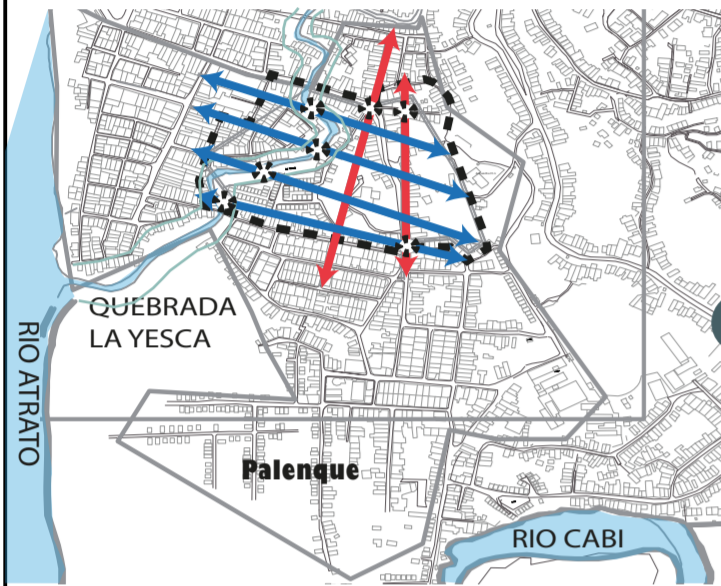 QUEBRADA
LA YESCA
RIO ATRATO
Palenque
RIO CABI